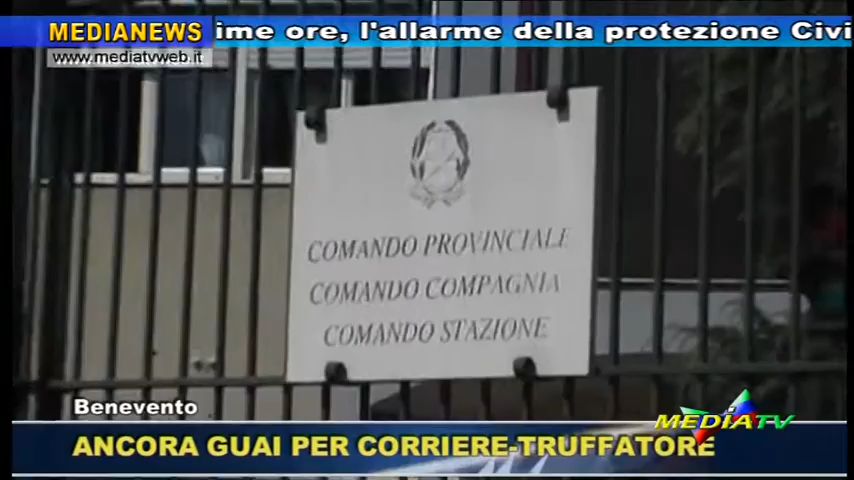 MEDIANEWS ime ore, l'allarme della protezione Civi
www.mediatvweb.it
COMANDO PROVINCIALE
COMANDO COMPAGNIA
COMANDO STAZIONE
Benevento
MEDIATV
ANCORA GUAI PER CORRIERE-TRUFFATORE